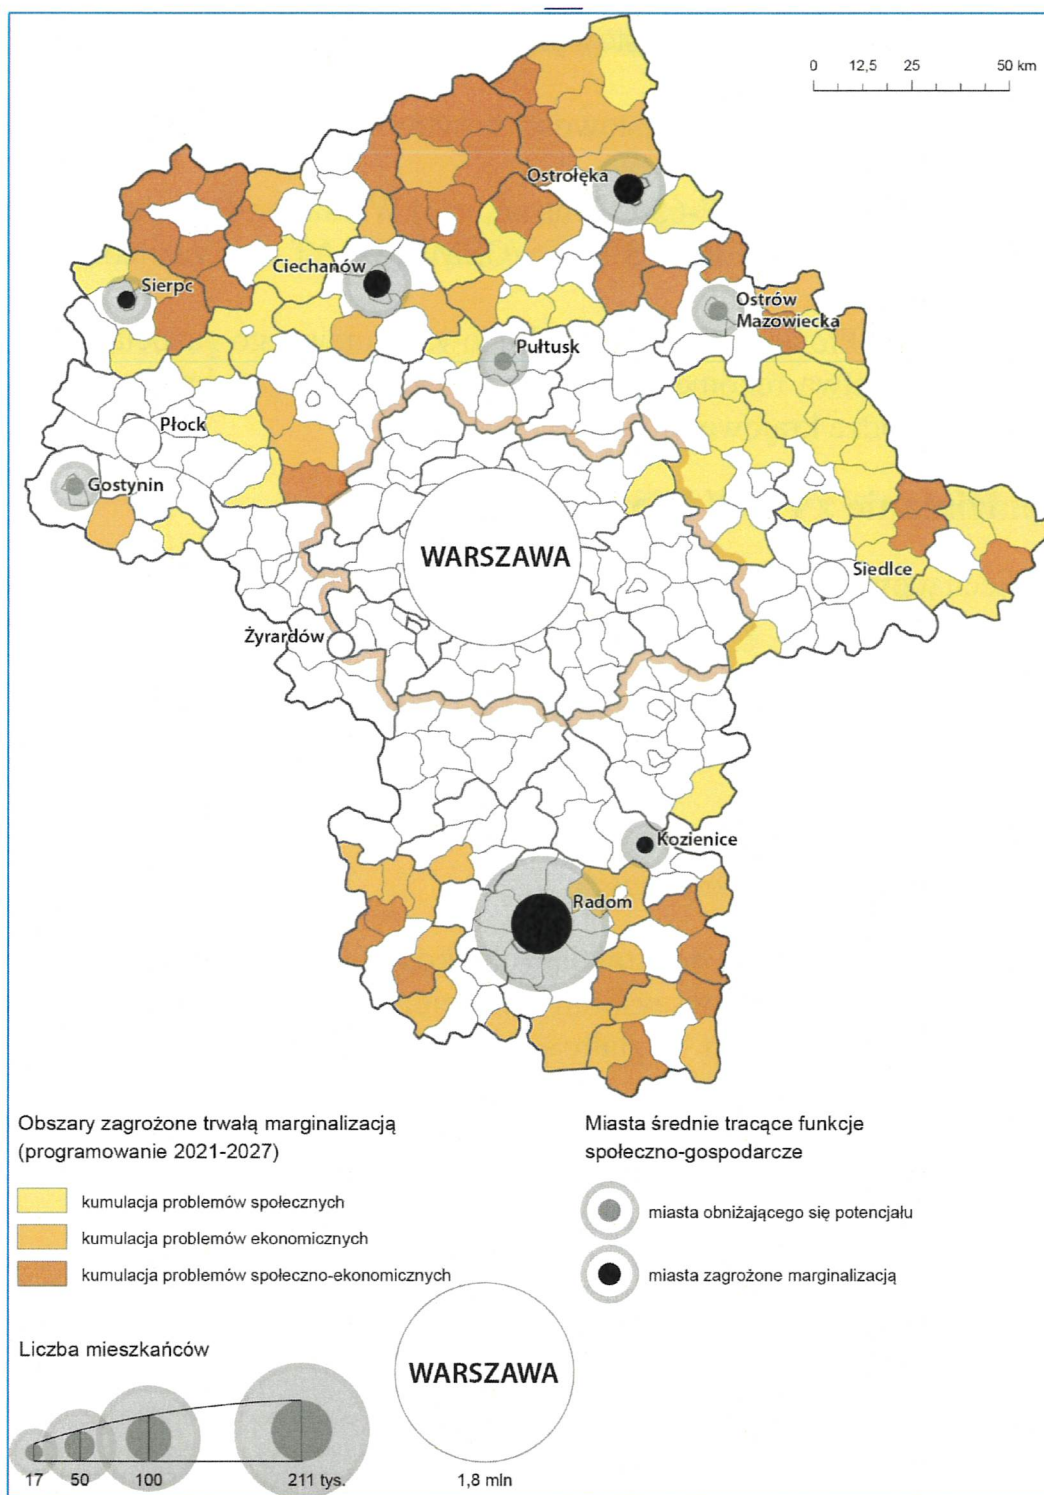 0 12,5 25 50 km
Ostrołęka
Ciechanów
Sierpc
Ostrów
Mazowiecka
Pułtusk
Płock
Gostynin
WARSZAWA
Siedlce
Żyrardów
Kozienice
Radom
Obszary zagrożone trwałą marginalizacją
(programowanie 2021-2027)
kumulacja problemów społecznych
kumulacja problemów ekonomicznych
kumulacja problemów społeczno-ekonomicznych
Miasta średnie tracące funkcje
społeczno-gospodarcze
miasta obniżającego się potencjału
miasta zagrożone marginalizacją
Liczba mieszkańców
WARSZAWA
17 50 100 211 tys. 1,8 mln